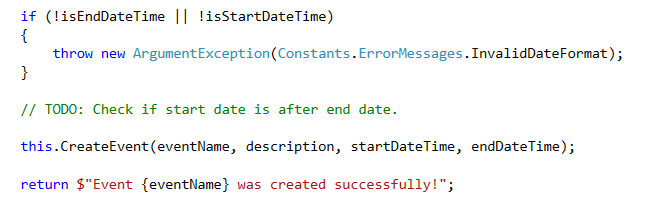 if (!isEndDateTime || !isStartDateTime)
{
throw new ArgumentException(Constants.ErrorMessages.InvalidDateFormat);
}
// TODO: Check if start date is after end date.
this.CreateEvent(eventName, description, startDateTime, endDateTime);
return $"Event {eventName} was created successfully!";